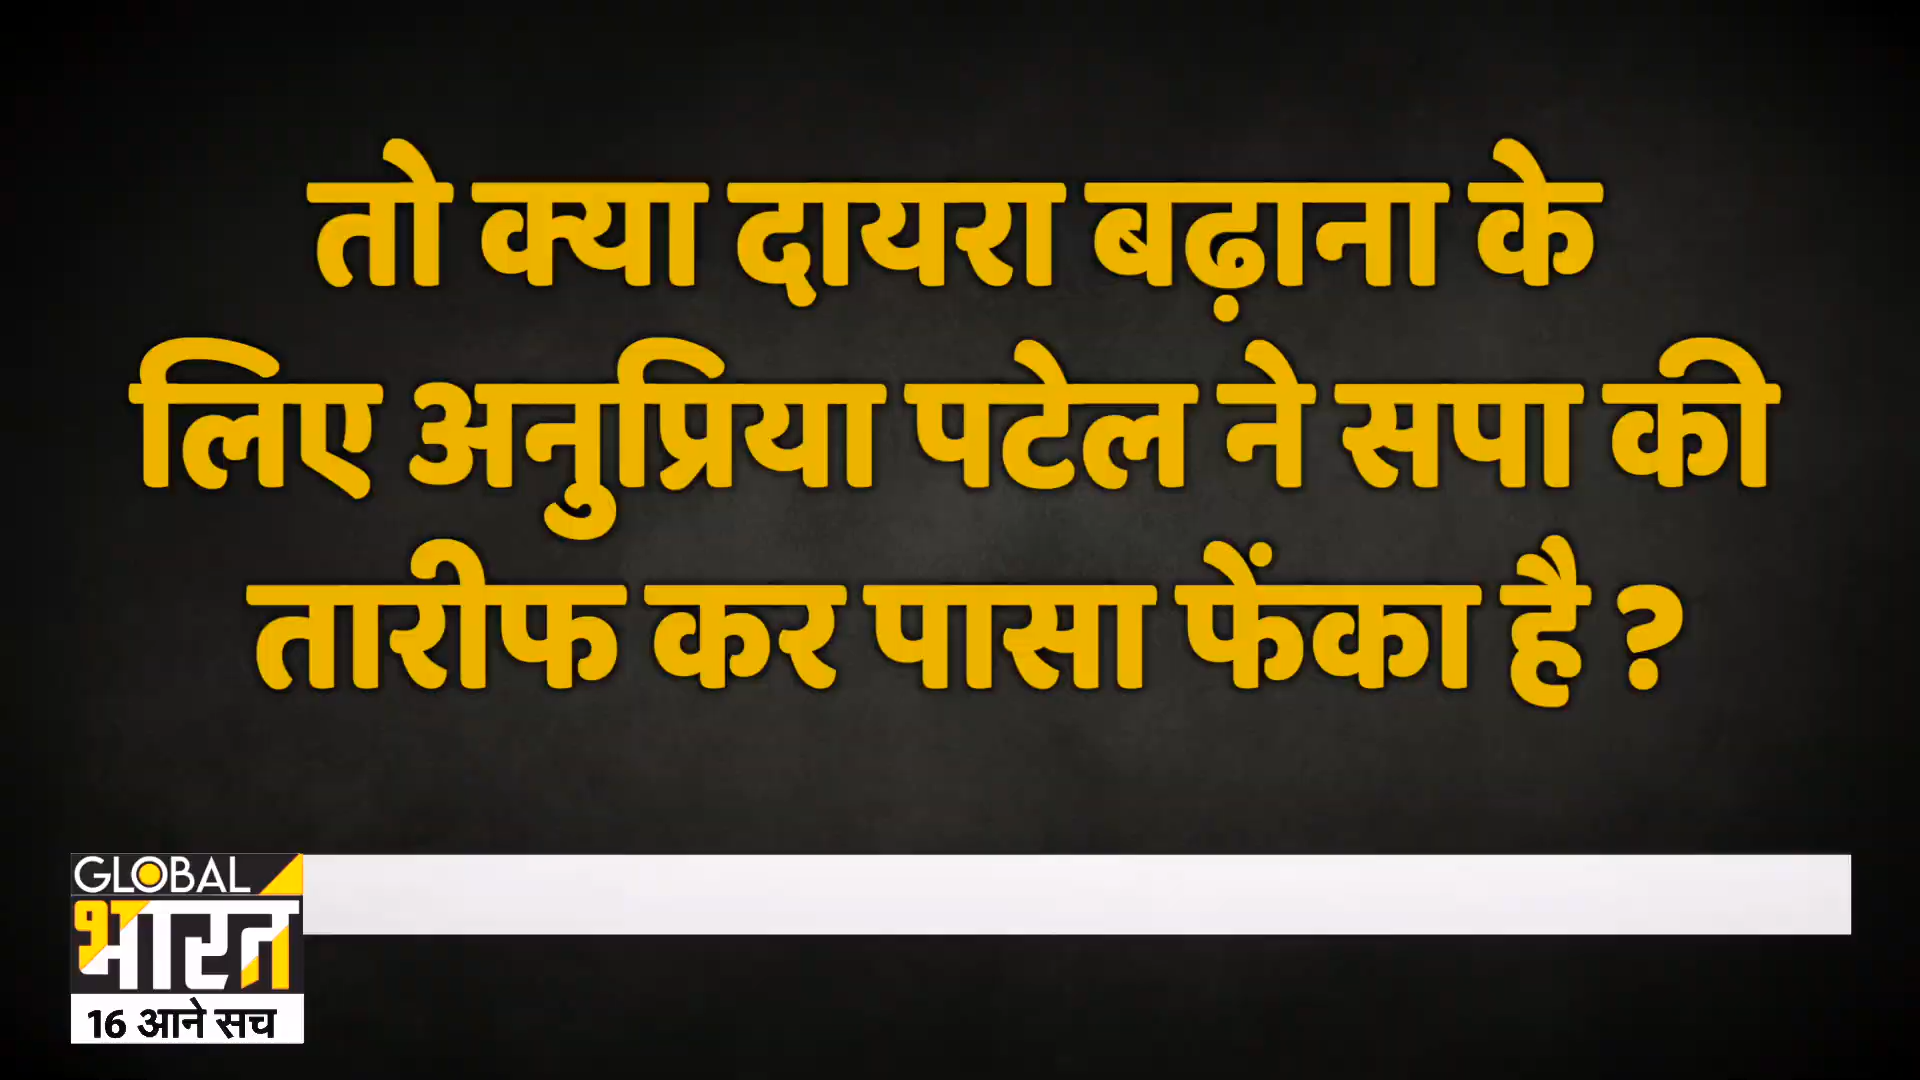 तो क्या दायरा बढ़ाना के
लिए अनुप्रिया पटेल ने सपा की
तारीफ कर पासा फेंका है ?
GLOBAL
भारत
16 आने सच